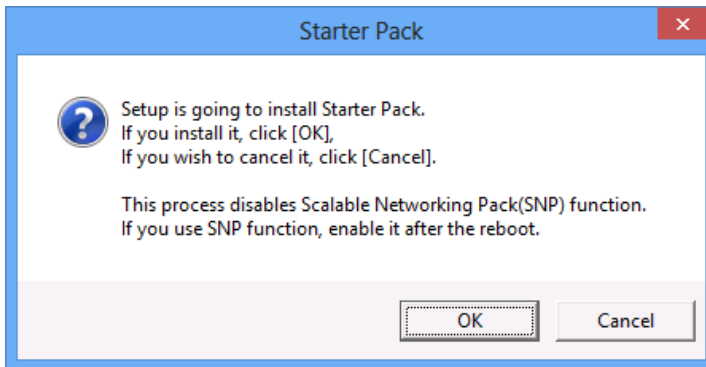 Starter Pack
Setup is going to install Starter Pack.
If you install it, click [OK],
If you wish to cancel it, click [Cancel].
This process disables Scalable Networking Pack(SNP) function.
If you use SNP function, enable it after the reboot.
OK
Cancel